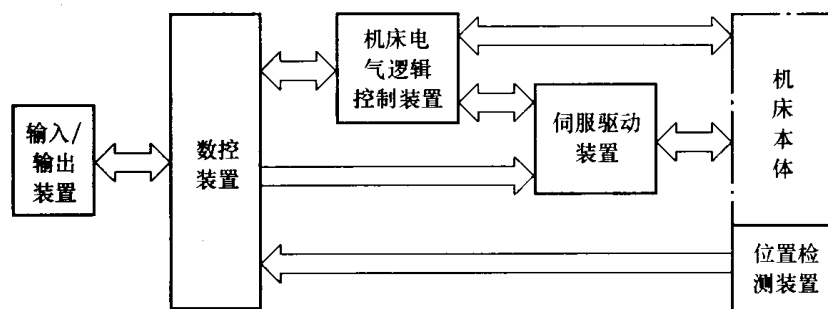 输入/
输出
装置
数控
装置
机床电
气逻辑
控制装置
伺服驱动
装置
机
床
本
体
位置检
测装置